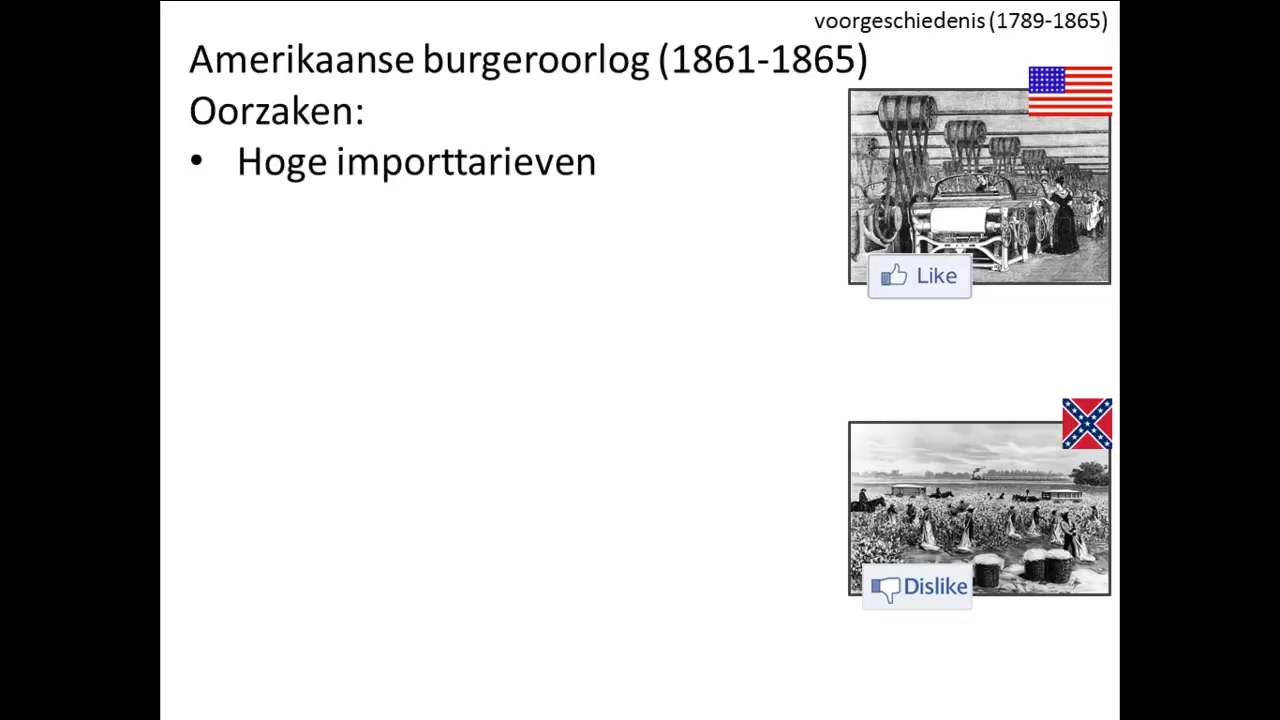 voorgeschiedenis (1789-1865)
Amerikaanse burgeroorlog (1861-1865)
Oorzaken:
• Hoge importtarieven
Like
Dislike